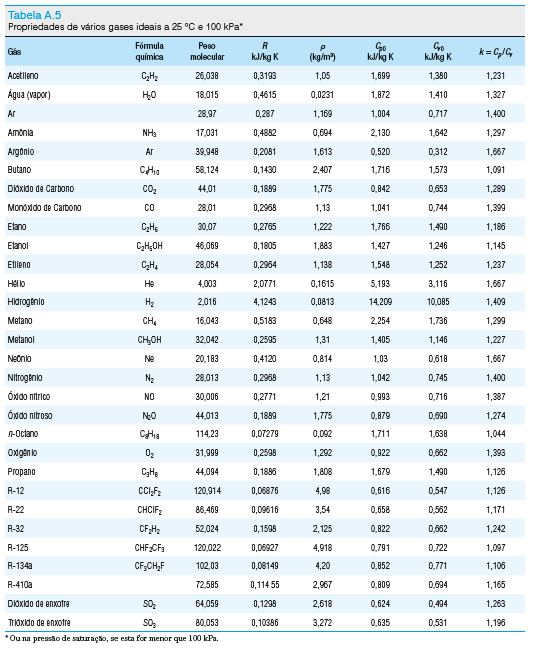 Tabela A.5
Propriedades de vários gases ideais a 25 °C e 100 kPa*
Gás Fórmula química Peso molecular R kJ/kg K ρ (kg/m³) Cp0 kJ/kg K Cv0 kJ/kg K k = Cp/Cv
Acetileno C₂H₂ 26,038 0,3193 1,05 1,699 1,380 1,231
Água (vapor) H₂O 18,015 0,4615 0,0231 1,872 1,410 1,327
Ar 28,97 0,287 1,169 1,004 0,717 1,400
Amônia NH₃ 17,031 0,4882 0,694 2,130 1,642 1,297
Argônio Ar 39,948 0,2081 1,613 0,520 0,312 1,667
Butano C₄H₁₀ 58,124 0,1430 2,407 1,716 1,573 1,091
Dióxido de Carbono CO₂ 44,01 0,1889 1,775 0,842 0,653 1,289
Monóxido de Carbono CO 28,01 0,2968 1,13 1,041 0,744 1,399
Etano C₂H₆ 30,07 0,2765 1,222 1,766 1,490 1,186
Etanol C₂H₅OH 46,069 0,1805 1,883 1,427 1,246 1,145
Etileno C₂H₄ 28,054 0,2964 1,138 1,548 1,252 1,237
Hélio He 4,003 2,0771 0,1615 5,193 3,116 1,667
Hidrogênio H₂ 2,016 4,1243 0,0813 14,209 10,085 1,409
Metano CH₄ 16,043 0,5183 0,648 2,254 1,736 1,299
Metanol CH₃OH 32,042 0,2595 1,31 1,405 1,146 1,227
Neônio Ne 20,183 0,4120 0,814 1,03 0,618 1,667
Nitrogênio N₂ 28,013 0,2968 1,13 1,042 0,745 1,400
Óxido nítrico NO 30,006 0,2771 1,21 0,993 0,716 1,387
Óxido nitroso N₂O 44,013 0,1889 1,775 0,879 0,690 1,274
n-Octano C₈H₁₈ 114,23 0,07279 0,092 1,711 1,638 1,044
Oxigênio O₂ 31,999 0,2598 1,292 0,922 0,662 1,393
Propano C₃H₈ 44,094 0,1886 1,808 1,679 1,490 1,126
R-12 CCl₂F₂ 120,914 0,06876 4,98 0,616 0,547 1,126
R-22 CHClF₂ 86,469 0,09616 3,54 0,658 0,562 1,171
R-32 CF₂H₂ 52,024 0,1598 2,125 0,822 0,662 1,242
R-125 CHF₂CF₃ 120,022 0,06927 4,918 0,791 0,722 1,097
R-134a CF₃CH₂F 102,03 0,08149 4,20 0,852 0,771 1,106
R-410a 72,585 0,114 55 2,967 0,809 0,694 1,165
Dióxido de enxofre SO₂ 64,059 0,1298 2,618 0,624 0,494 1,263
Trióxido de enxofre SO₃ 80,053 0,10386 3,272 0,635 0,531 1,196
* Ou na pressão de saturação, se esta for menor que 100 kPa.